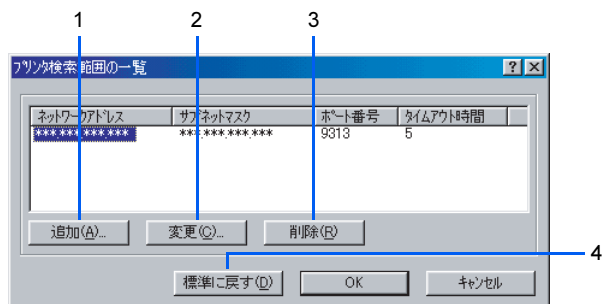 1 2 3
プリンタ検索範囲の一覧
ネットワークアドレス サブネットマスク ポート番号 タイムアウト時間
***.***.***.*** ***.***.***.*** 9313 5
追加(A)... 変更(C)... 削除(R)
4
標準に戻す(D) OK キャンセル